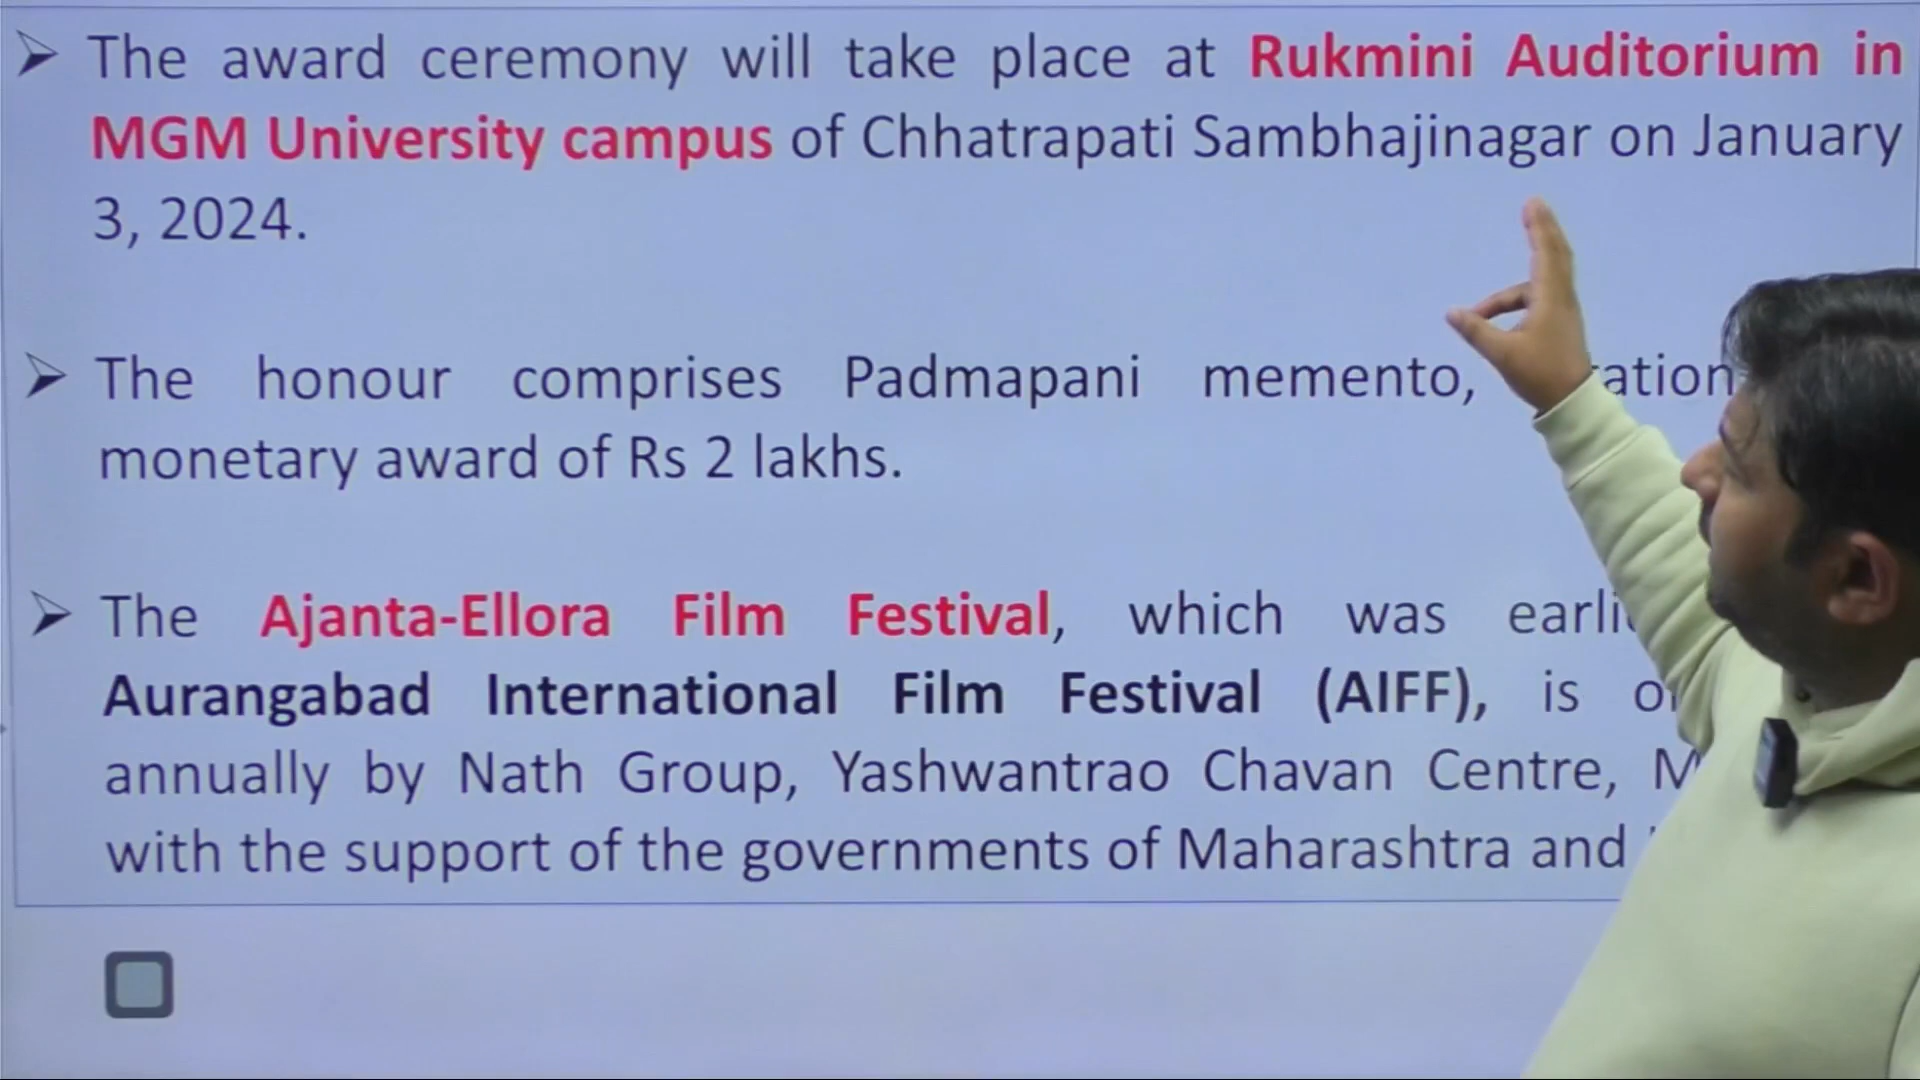 The award ceremony will take place at Rukmini Auditorium in
MGM University campus of Chhatrapati Sambhajinagar on January
3, 2024.
The honour comprises Padmapani memento,
monetary award of Rs 2 lakhs.
The Ajanta-Ellora Film Festival, which was
Aurangabad International Film Festival (AIFF), is
annually by Nath Group, Yashwantrao Chavan Centre,
with the support of the governments of Maharashtra and